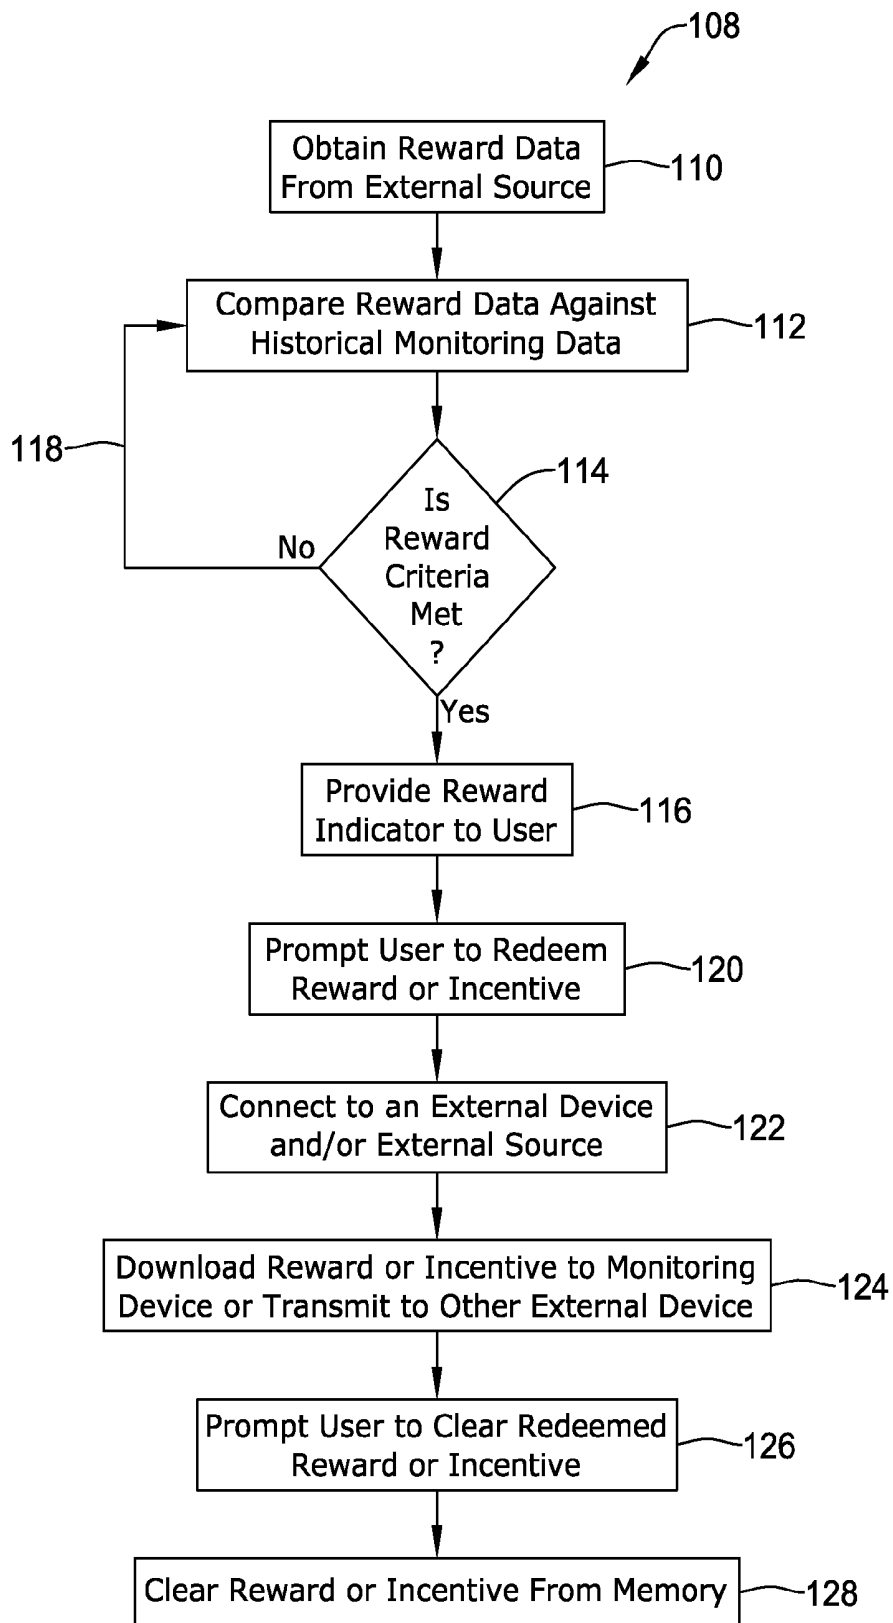 108
Obtain Reward Data
From External Source
110
Compare Reward Data Against
Historical Monitoring Data
112
118
114
Is
Reward
Criteria
Met
?
No
Yes
Provide Reward
Indicator to User
116
Prompt User to Redeem
Reward or Incentive
120
Connect to an External Device
and/or External Source
122
Download Reward or Incentive to Monitoring
Device or Transmit to Other External Device
124
Prompt User to Clear Redeemed
Reward or Incentive
126
Clear Reward or Incentive From Memory
128